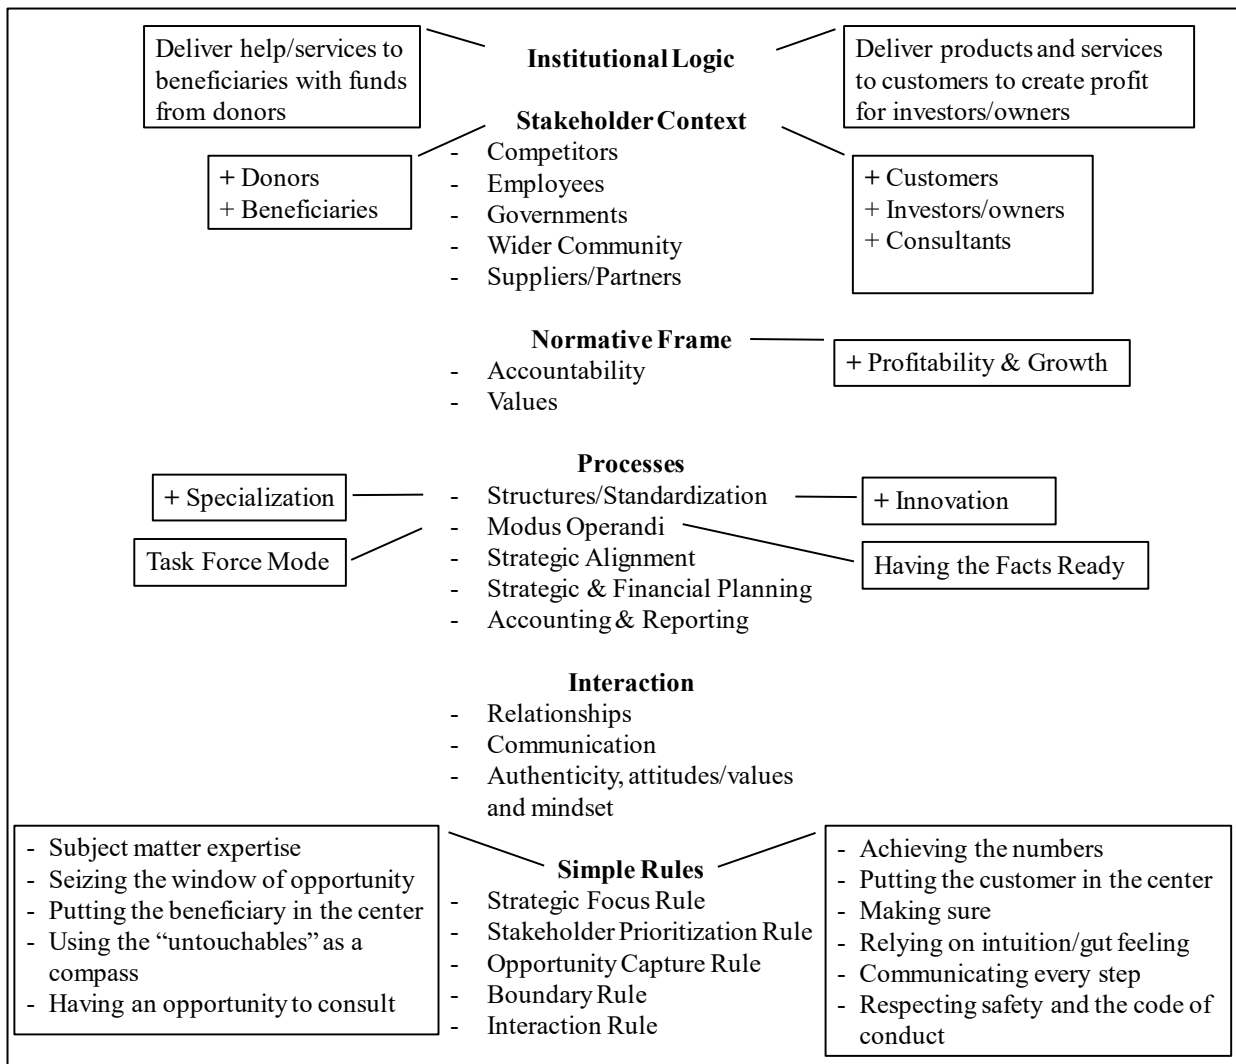 Deliver help/services to
beneficiaries with funds
from donors
Institutional Logic
Deliver products and services
to customers to create profit
for investors/owners
Stakeholder Context
- Competitors
- Employees
- Governments
- Wider Community
- Suppliers/Partners
+ Donors
+ Beneficiaries
+ Customers
+ Investors/owners
+ Consultants
Normative Frame
- Accountability
- Values
+ Profitability & Growth
Processes
- Structures/Standardization
- Modus Operandi
- Strategic Alignment
- Strategic & Financial Planning
- Accounting & Reporting
+ Specialization
Task Force Mode
+ Innovation
Having the Facts Ready
Interaction
- Relationships
- Communication
- Authenticity, attitudes/values
and mindset
- Subject matter expertise
- Seizing the window of opportunity
- Putting the beneficiary in the center
- Using the “untouchables” as a
compass
- Having an opportunity to consult
Simple Rules
- Strategic Focus Rule
- Stakeholder Prioritization Rule
- Opportunity Capture Rule
- Boundary Rule
- Interaction Rule
- Achieving the numbers
- Putting the customer in the center
- Making sure
- Relying on intuition/gut feeling
- Communicating every step
- Respecting safety and the code of
conduct